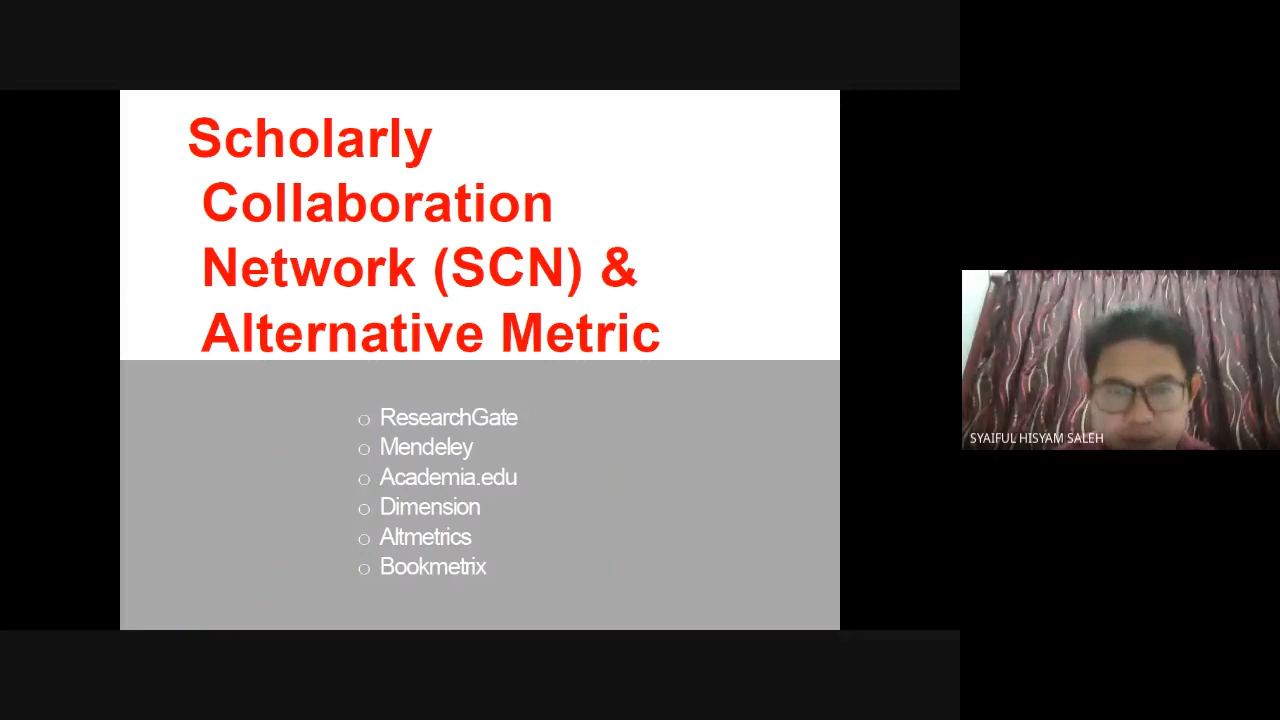 Scholarly
Collaboration
Network (SCN) &
Alternative Metric
ResearchGate
Mendeley
Academia.edu
Dimension
Altmetrics
Bookmetrix
SYAIFUL HISYAM SALEH